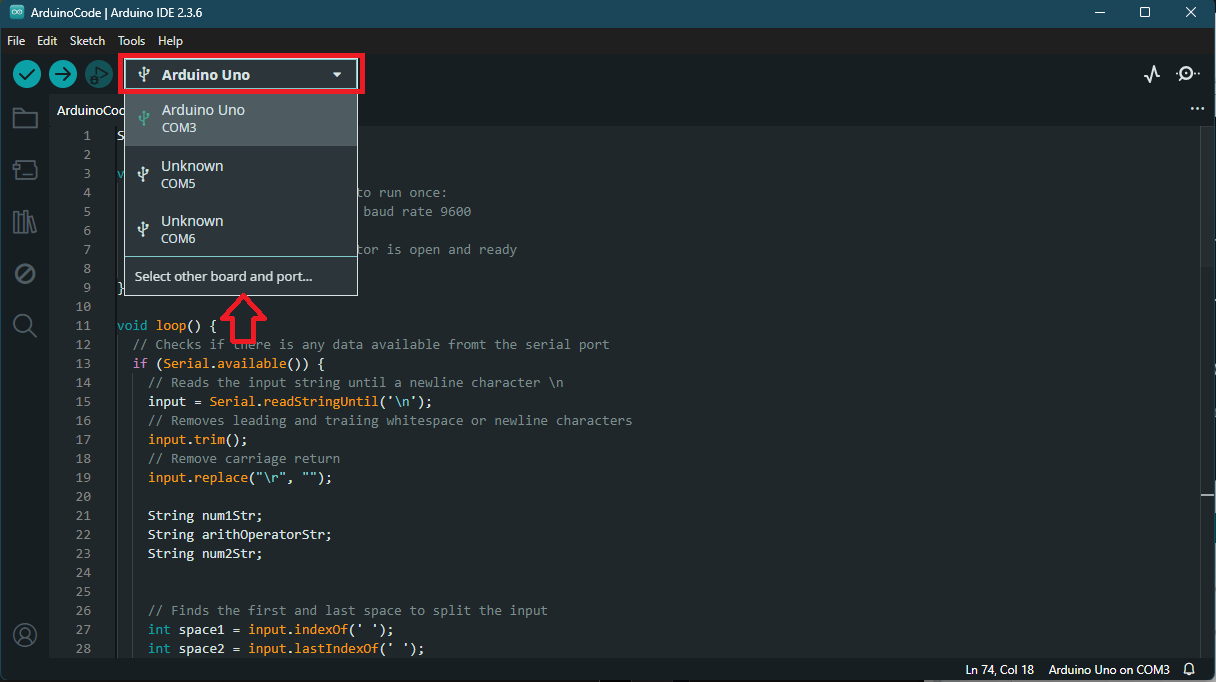 ArduinoCode | Arduino IDE 2.3.6
File Edit Sketch Tools Help
Arduino Uno
Arduino Uno
COM3
Unknown
COM5
Unknown
COM6
Select other board and port...
ArduinoCod
1 S
2
3 v
4 to run once:
5 baud rate 9600
6
7 tor is open and ready
8
9 }
10
11 void loop() {
12 // Checks if there is any data available fromt the serial port
13 if (Serial.available()) {
14 // Reads the input string until a newline character \n
15 input = Serial.readStringUntil('\n');
16 // Removes leading and traiing whitespace or newline characters
17 input.trim();
18 // Remove carriage return
19 input.replace("\r", "");
20
21 String num1Str;
22 String arithOperatorStr;
23 String num2Str;
24
25
26 // Finds the first and last space to split the input
27 int space1 = input.indexOf(' ');
28 int space2 = input.lastIndexOf(' ');
Ln 74, Col 18 Arduino Uno on COM3